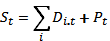 S_t = ∑_i D_{i.t} + P_t